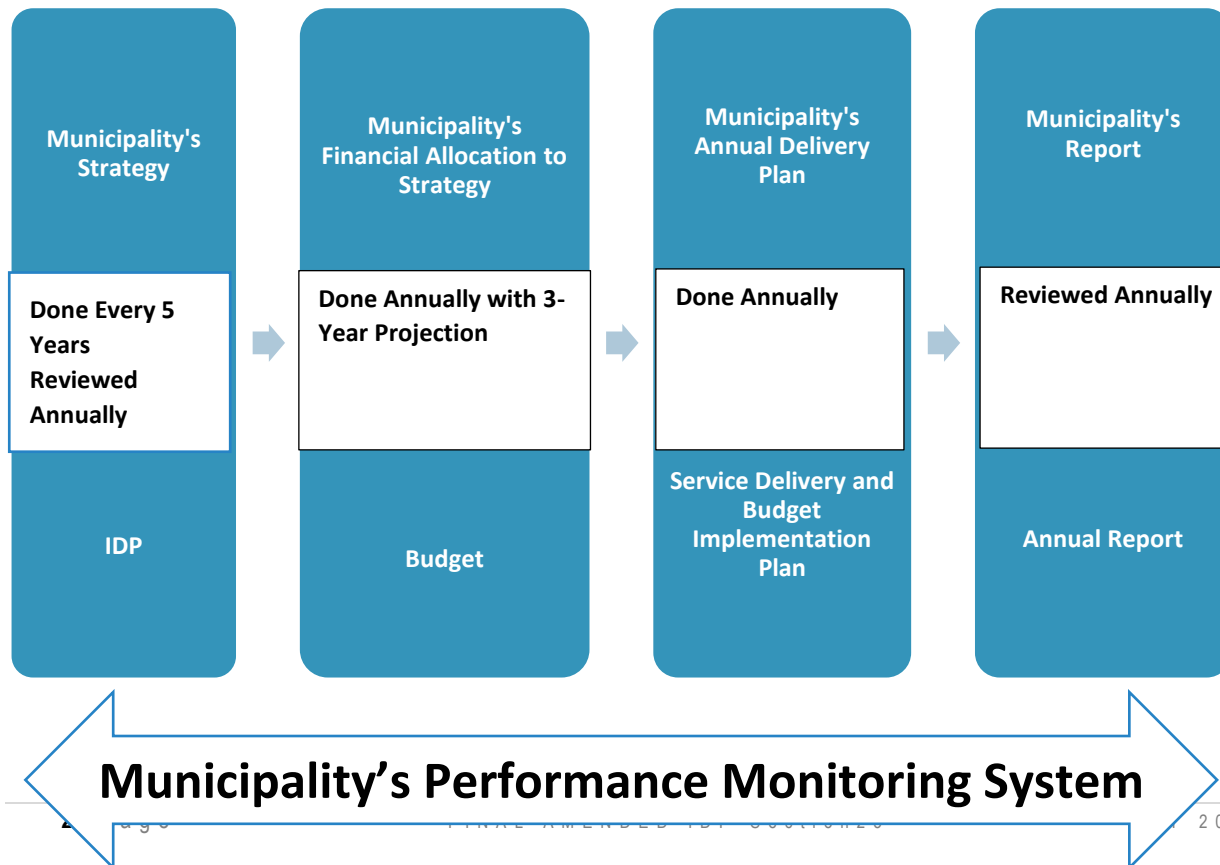 Municipality's
Strategy
Done Every 5
Years
Reviewed
Annually
IDP
Municipality's
Financial Allocation to
Strategy
Done Annually with 3-
Year Projection
Budget
Municipality's
Annual Delivery
Plan
Done Annually
Service Delivery and
Budget
Implementation
Plan
Municipality's
Report
Reviewed Annually
Annual Report
Municipality’s Performance Monitoring System